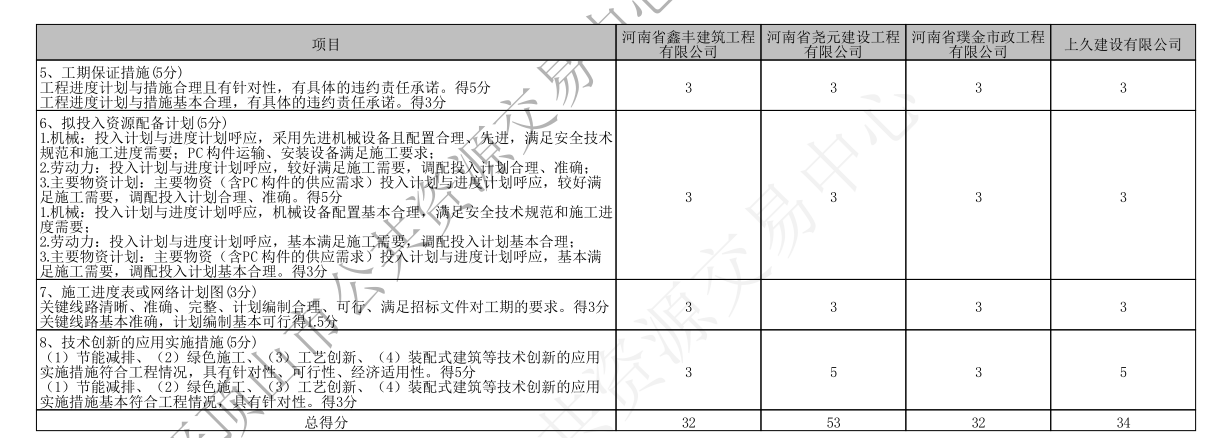 项目 河南省鑫丰建筑工程有限公司 河南省尧元建设工程有限公司 河南省璞金市政工程有限公司 上久建设有限公司
5、工期保证措施(5分)
工程进度计划与措施合理且有针对性，有具体的违约责任承诺。得5分
工程进度计划与措施基本合理，有具体的违约责任承诺。得3分
3 3 3 3
6、拟投入资源配备计划(5分)
1.机械：投入计划与进度计划呼应，采用先进机械设备且配置合理、先进，满足安全技术
规范和施工进度需要；PC构件运输、安装设备满足施工要求；
2.劳动力：投入计划与进度计划呼应，较好满足施工需要，调配投入计划合理、准确；
3.主要物资计划：主要物资（含PC构件的供应需求）投入计划与进度计划呼应，较好满
足施工需要，调配投入计划合理、准确。得5分
1.机械：投入计划与进度计划呼应，机械设备配置基本合理，满足安全技术规范和施工进
度需要；
2.劳动力：投入计划与进度计划呼应，基本满足施工需要，调配投入计划基本合理；
3.主要物资计划：主要物资（含PC构件的供应需求）投入计划与进度计划呼应，基本满
足施工需要，调配投入计划基本合理。得3分
3 3 3 3
7、施工进度表或网络计划图(3分)
关键线路清晰、准确、完整、计划编制合理、可行、满足招标文件对工期的要求。得3分
关键线路基本准确，计划编制基本可行得1.5分
3 3 3 3
8、技术创新的应用实施措施(5分)
（1）节能减排、（2）绿色施工、（3）工艺创新、（4）装配式建筑等技术创新的应用
实施措施符合工程情况，具有针对性、可行性、经济适用性。得5分
（1）节能减排、（2）绿色施工、（3）工艺创新、（4）装配式建筑等技术创新的应用
实施措施基本符合工程情况，具有针对性。得3分
3 5 3 5
总得分 32 53 32 34
顶山市公共资源交易中心
共资源交易中心